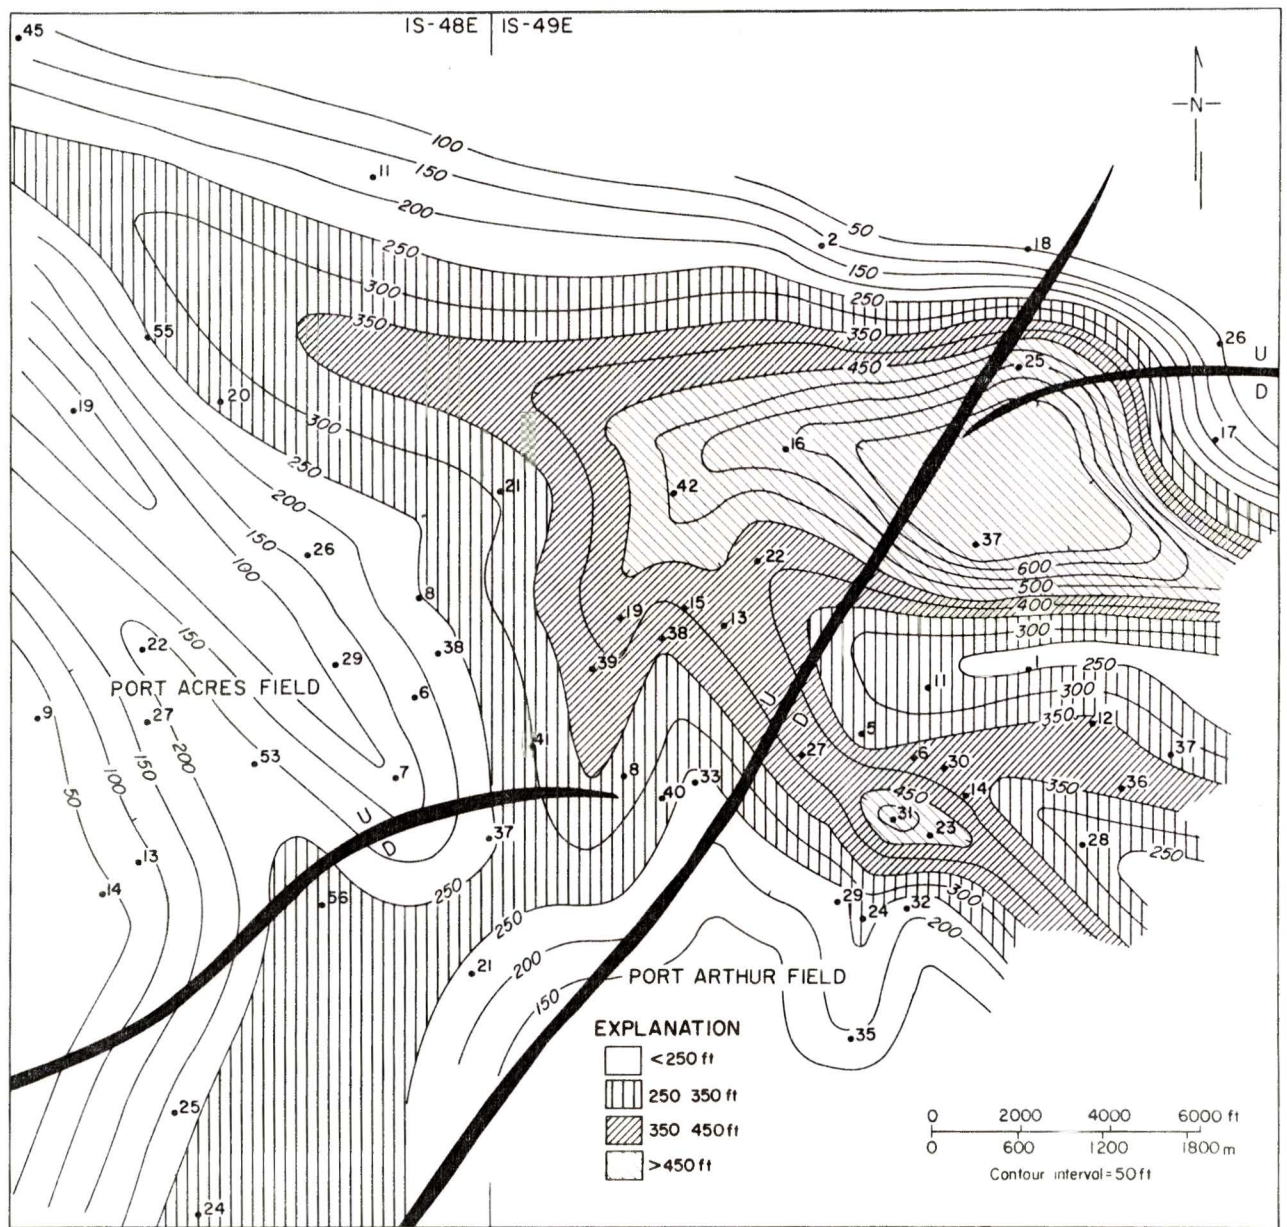 IS-48E IS-49E
45
N
100
11 150
200
50
2 18
150
250
250
300
350 350
26
U
450 25
D
55
20
19
300
16 17
250
21 42
200
37
150 26
600
22 500
100
8 400
19 15
13
150 38 300
22 29 38
39 250
1
PORT ACRES FIELD 6 11 300
9 27 350
U 12
200 5
41 D
53 27 6 37
100 7 8 33 30
150 36
50 40 14 350
450
U 31
37 23
D 28
13
250
14 250
56 29 300
24 32
250 200
21
200 PORT ARTHUR FIELD
150
EXPLANATION
35
<250 ft
250 350 ft
25
350 450 ft
>450 ft
0 2000 4000 6000 ft
0 600 1200 1800 m
Contour interval = 50 ft
24